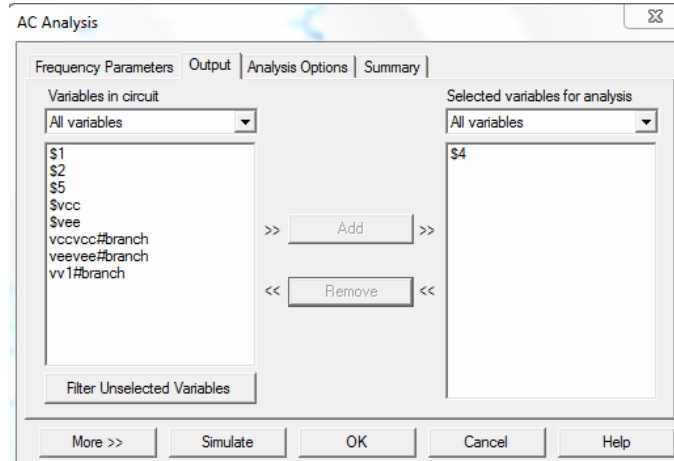 AC Analysis
Frequency Parameters Output Analysis Options Summary
Variables in circuit
Selected variables for analysis
All variables
All variables
$1
$2
$5
$vcc
$vee
vccvcc#branch
veevee#branch
vv1#branch
$4
>> Add >>
<< Remove <<
Filter Unselected Variables
More >> Simulate OK Cancel Help